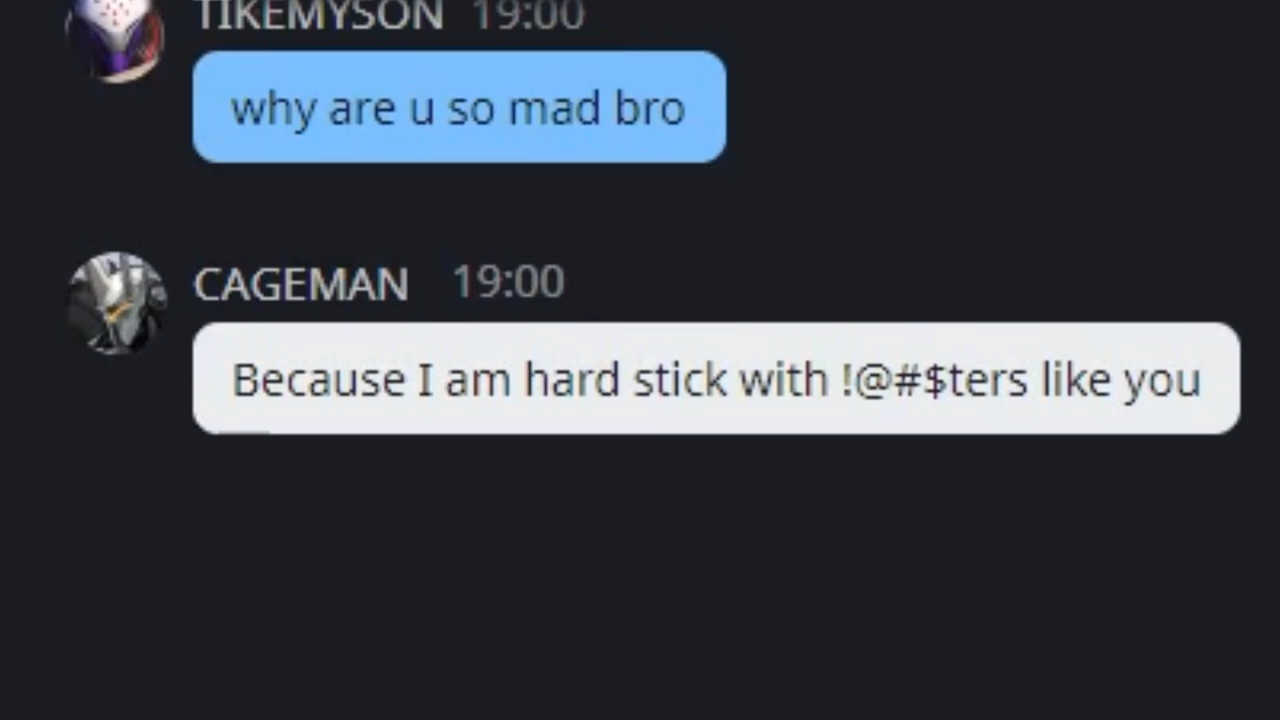 TIKEMYSON 19:00
why are u so mad bro
CAGEMAN 19:00
Because I am hard stick with !@#$ters like you